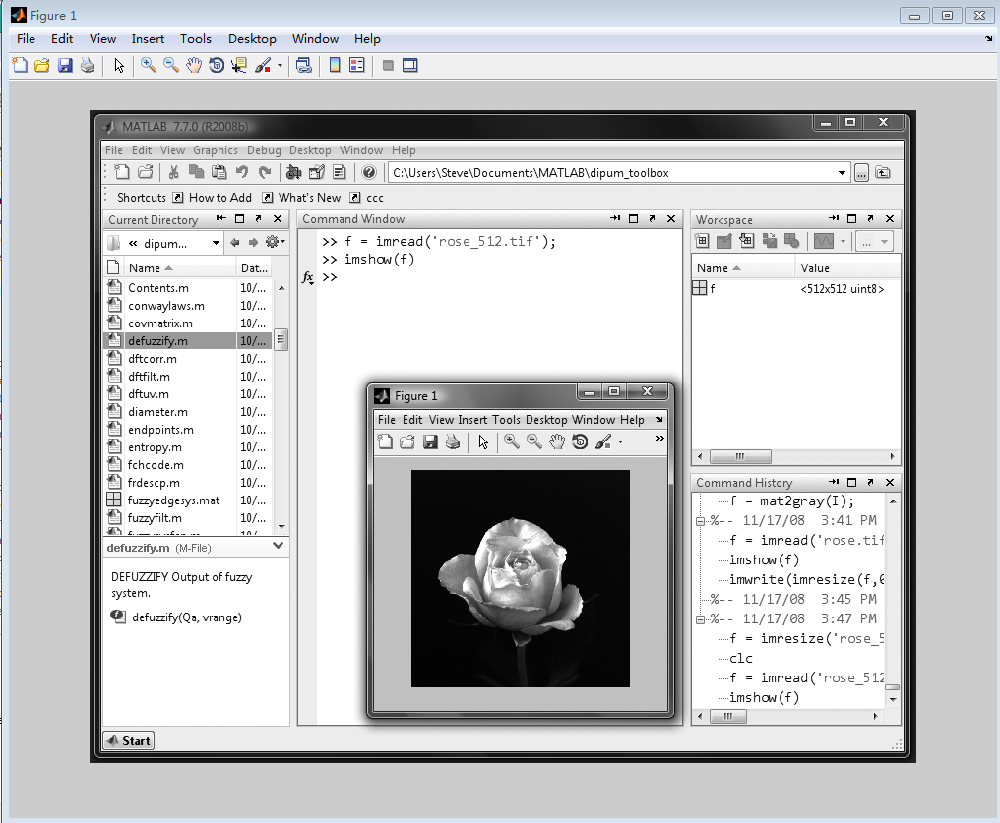 Figure 1
File Edit View Insert Tools Desktop Window Help
MATLAB 7.7.0 (R2008b)
File Edit View Graphics Debug Desktop Window Help
C:\Users\Steve\Documents\MATLAB\dipum_toolbox
Shortcuts How to Add What's New ccc
Current Directory
« dipum...
Name Dat...
Contents.m 10/...
conwaylaws.m 10/...
covmatrix.m 10/...
defuzzify.m 10/...
dftcorr.m 10/...
dftfilt.m 10/...
dftuv.m 10/...
diameter.m 10/...
endpoints.m 10/...
entropy.m 10/...
fchcode.m 10/...
frdescp.m 10/...
fuzzyedgesys.mat 10/...
fuzzyfilt.m 10/...
defuzzify.m (M-File)
DEFUZZIFY Output of fuzzy
system.
defuzzify(Qa, vrange)
Command Window
>> f = imread('rose_512.tif');
>> imshow(f)
fx >>
Figure 1
File Edit View Insert Tools Desktop Window Help
Workspace
Name Value
f <512x512 uint8>
Command History
f = mat2gray(I);
%-- 11/17/08 3:41 PM
f = imread('rose.tif
imshow(f)
imwrite(imresize(f,0
%-- 11/17/08 3:45 PM
%-- 11/17/08 3:47 PM
f = imresize('rose_5
clc
f = imread('rose_512
imshow(f)
Start